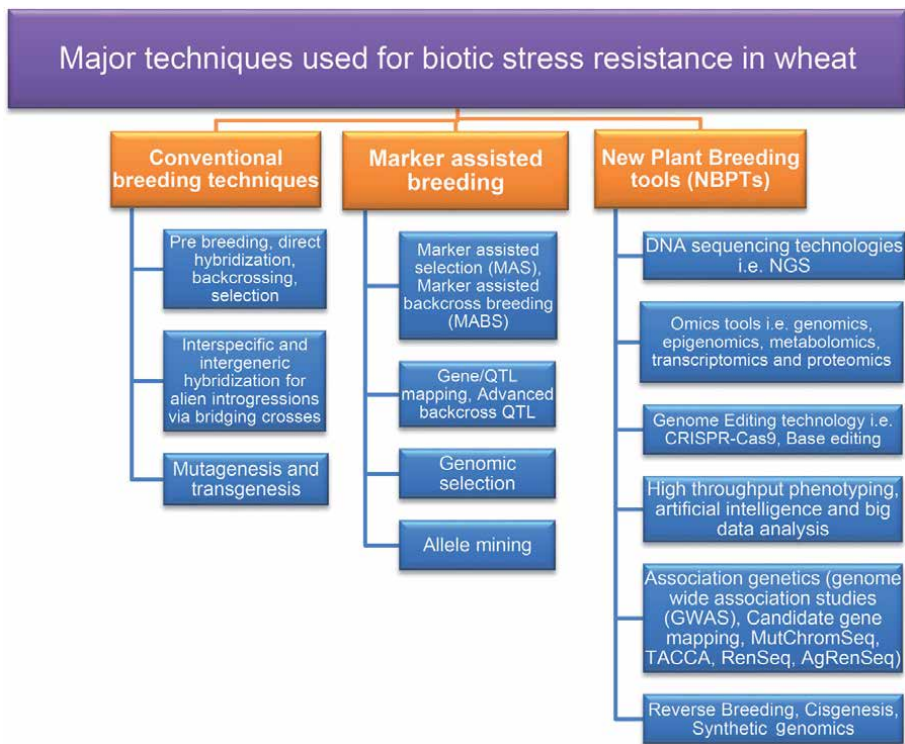 Major techniques used for biotic stress resistance in wheat
Conventional
breeding techniques
Pre breeding, direct
hybridization,
backcrossing,
selection
Interspecific and
intergeneric
hybridization for
alien introgressions
via bridging crosses
Mutagenesis and
transgenesis
Marker assisted
breeding
Marker assisted
selection (MAS),
Marker assisted
backcross breeding
(MABS)
Gene/QTL
mapping, Advanced
backcross QTL
Genomic
selection
Allele mining
New Plant Breeding
tools (NBPTs)
DNA sequencing technologies
i.e. NGS
Omics tools i.e. genomics,
epigenomics, metabolomics,
transcriptomics and proteomics
Genome Editing technology i.e.
CRISPR-Cas9, Base editing
High throughput phenotyping,
artificial intelligence and big
data analysis
Association genetics (genome
wide association studies
(GWAS), Candidate gene
mapping, MutChromSeq,
TACCA, RenSeq, AgRenSeq)
Reverse Breeding, Cisgenesis,
Synthetic genomics